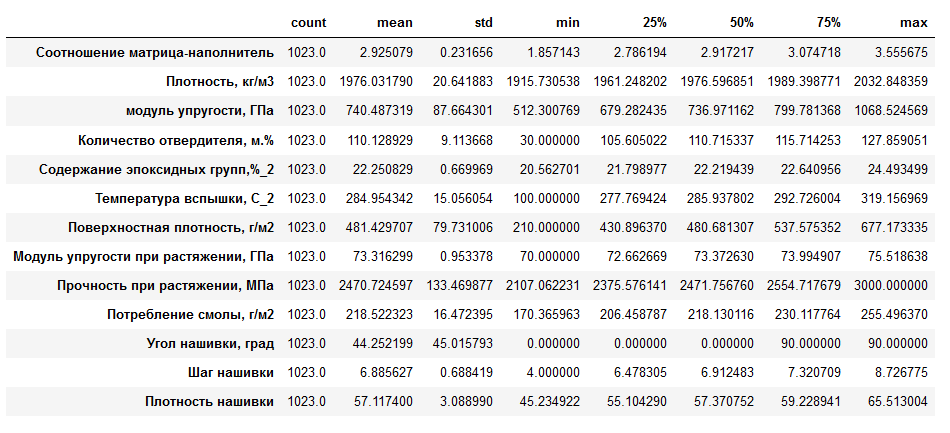 count mean std min 25% 50% 75% max
Соотношение матрица-наполнитель 1023.0 2.925079 0.231656 1.857143 2.786194 2.917217 3.074718 3.555675
Плотность, кг/м3 1023.0 1976.031790 20.641883 1915.730538 1961.248202 1976.596851 1989.398771 2032.848359
модуль упругости, ГПа 1023.0 740.487319 87.664301 512.300769 679.282435 736.971162 799.781368 1068.524569
Количество отвердителя, м.% 1023.0 110.128929 9.113668 30.000000 105.605022 110.715337 115.714253 127.859051
Содержание эпоксидных групп,%_2 1023.0 22.250829 0.669969 20.562701 21.798977 22.219439 22.640956 24.493499
Температура вспышки, С_2 1023.0 284.954342 15.056054 100.000000 277.769424 285.937802 292.726004 319.156969
Поверхностная плотность, г/м2 1023.0 481.429707 79.731006 210.000000 430.896370 480.681307 537.575352 677.173335
Модуль упругости при растяжении, ГПа 1023.0 73.316299 0.953378 70.000000 72.662669 73.372630 73.994907 75.518638
Прочность при растяжении, МПа 1023.0 2470.724597 133.469877 2107.062231 2375.576141 2471.756760 2554.717679 3000.000000
Потребление смолы, г/м2 1023.0 218.522323 16.472395 170.365963 206.458787 218.130116 230.117764 255.496370
Угол нашивки, град 1023.0 44.252199 45.015793 0.000000 0.000000 0.000000 90.000000 90.000000
Шаг нашивки 1023.0 6.885627 0.688419 4.000000 6.478305 6.912483 7.320709 8.726775
Плотность нашивки 1023.0 57.117400 3.088990 45.234922 55.104290 57.370752 59.228941 65.513004